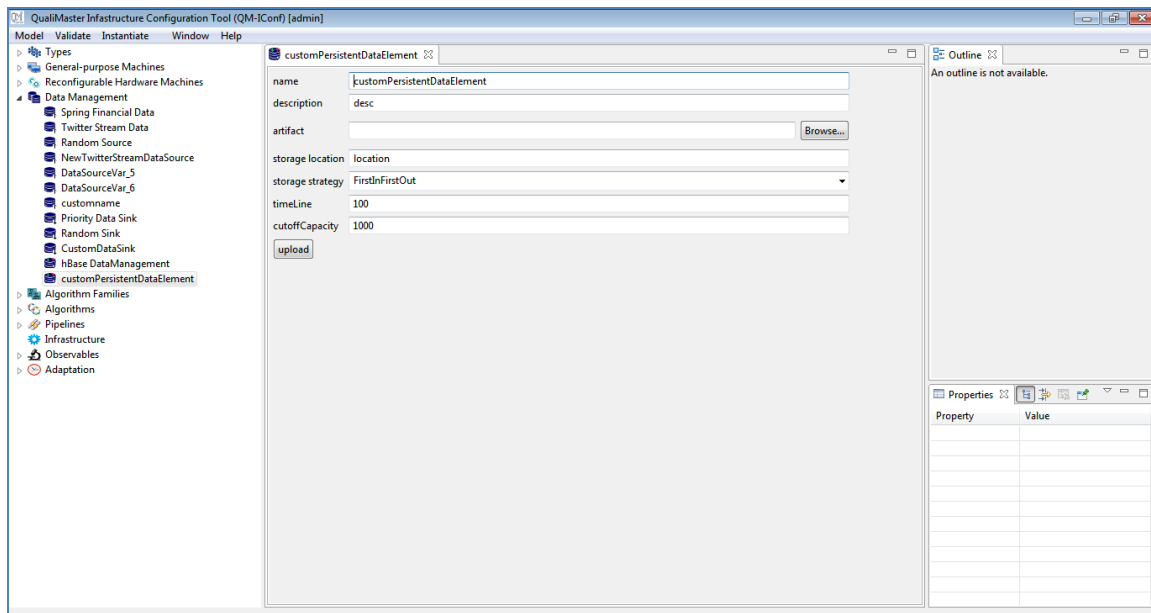 QualiMaster Infastructure Configuration Tool (QM-IConf) [admin]
Model Validate Instantiate Window Help
Types
General-purpose Machines
Reconfigurable Hardware Machines
Data Management
Spring Financial Data
Twitter Stream Data
Random Source
NewTwitterStreamDataSource
DataSourceVar_5
DataSourceVar_6
customname
Priority Data Sink
Random Sink
CustomDataSink
hBase DataManagement
customPersistentDataElement
Algorithm Families
Algorithms
Pipelines
Infrastructure
Observables
Adaptation
customPersistentDataElement
name customPersistentDataElement
description desc
artifact Browse...
storage location location
storage strategy FirstInFirstOut
timeLine 100
cutoffCapacity 1000
upload
Outline
An outline is not available.
Properties
Property Value